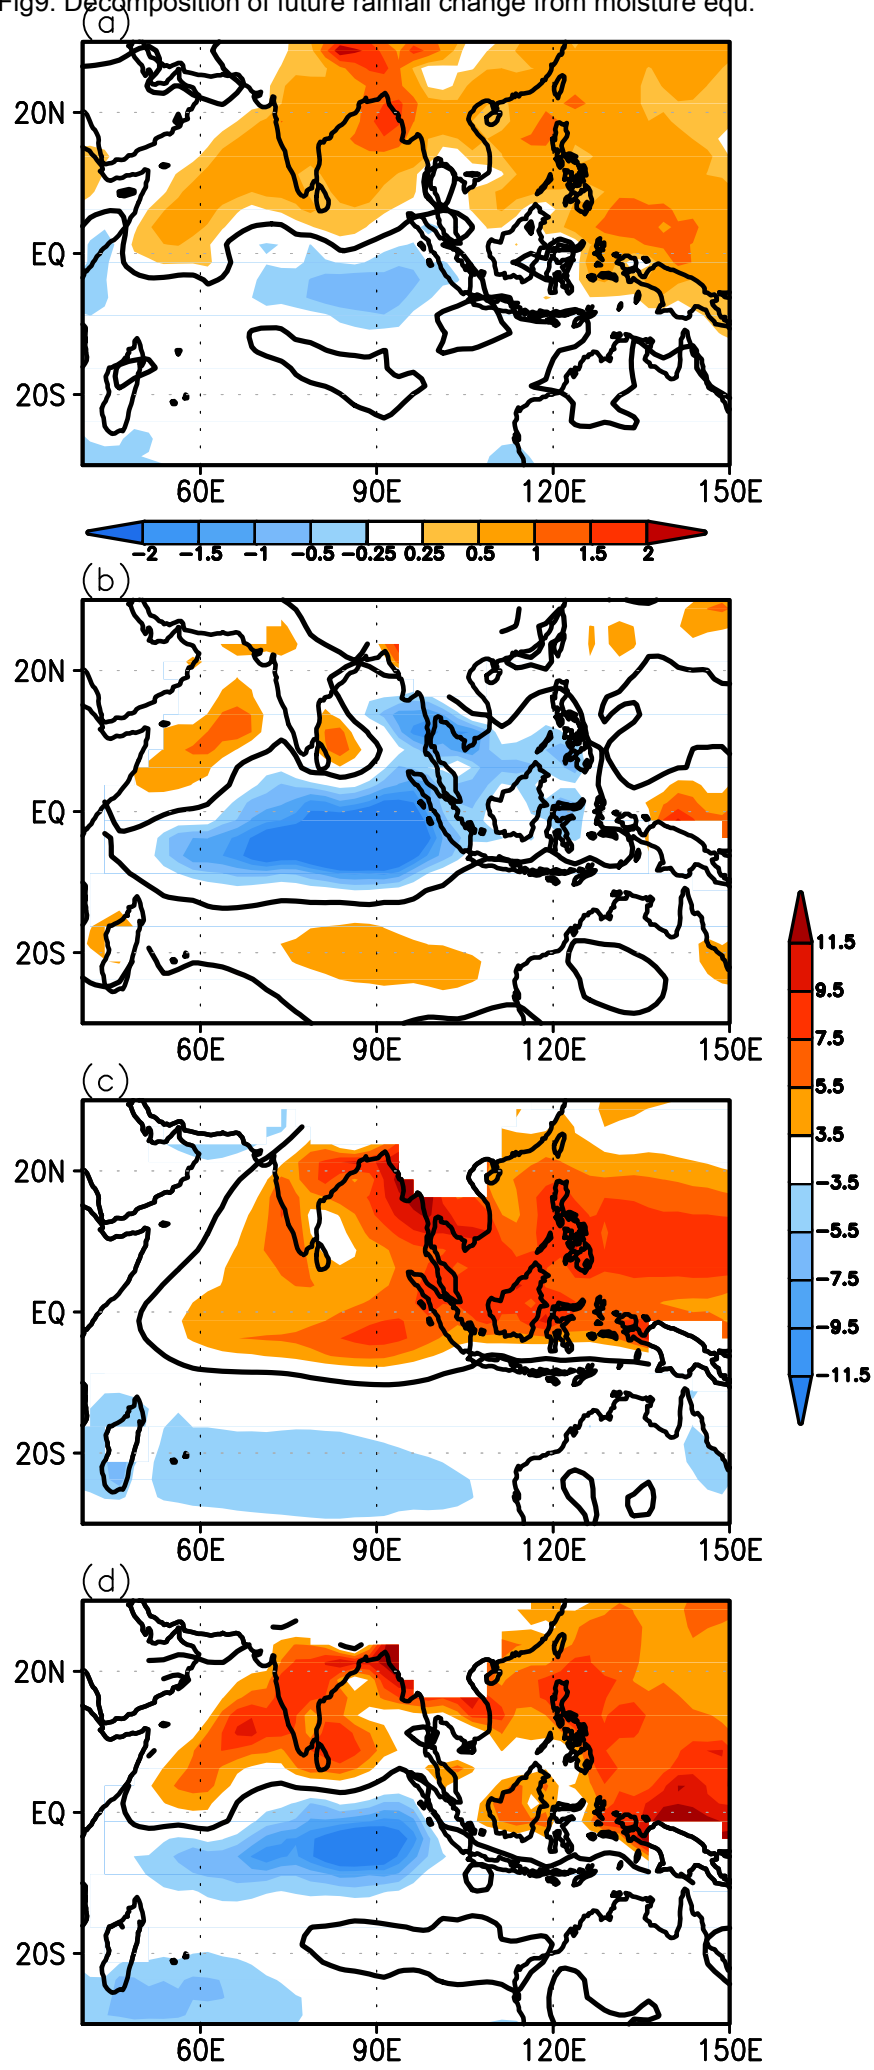 Fig9. Decomposition of future rainfall change from moisture equ.
(a)
20N
EQ
20S
60E 90E 120E 150E
-2 -1.5 -1 -0.5 -0.25 0.25 0.5 1 1.5 2
(b)
20N
EQ
20S
60E 90E 120E 150E
11.5
9.5
7.5
5.5
3.5
-3.5
-5.5
-7.5
-9.5
-11.5
(c)
20N
EQ
20S
60E 90E 120E 150E
(d)
20N
EQ
20S
60E 90E 120E 150E